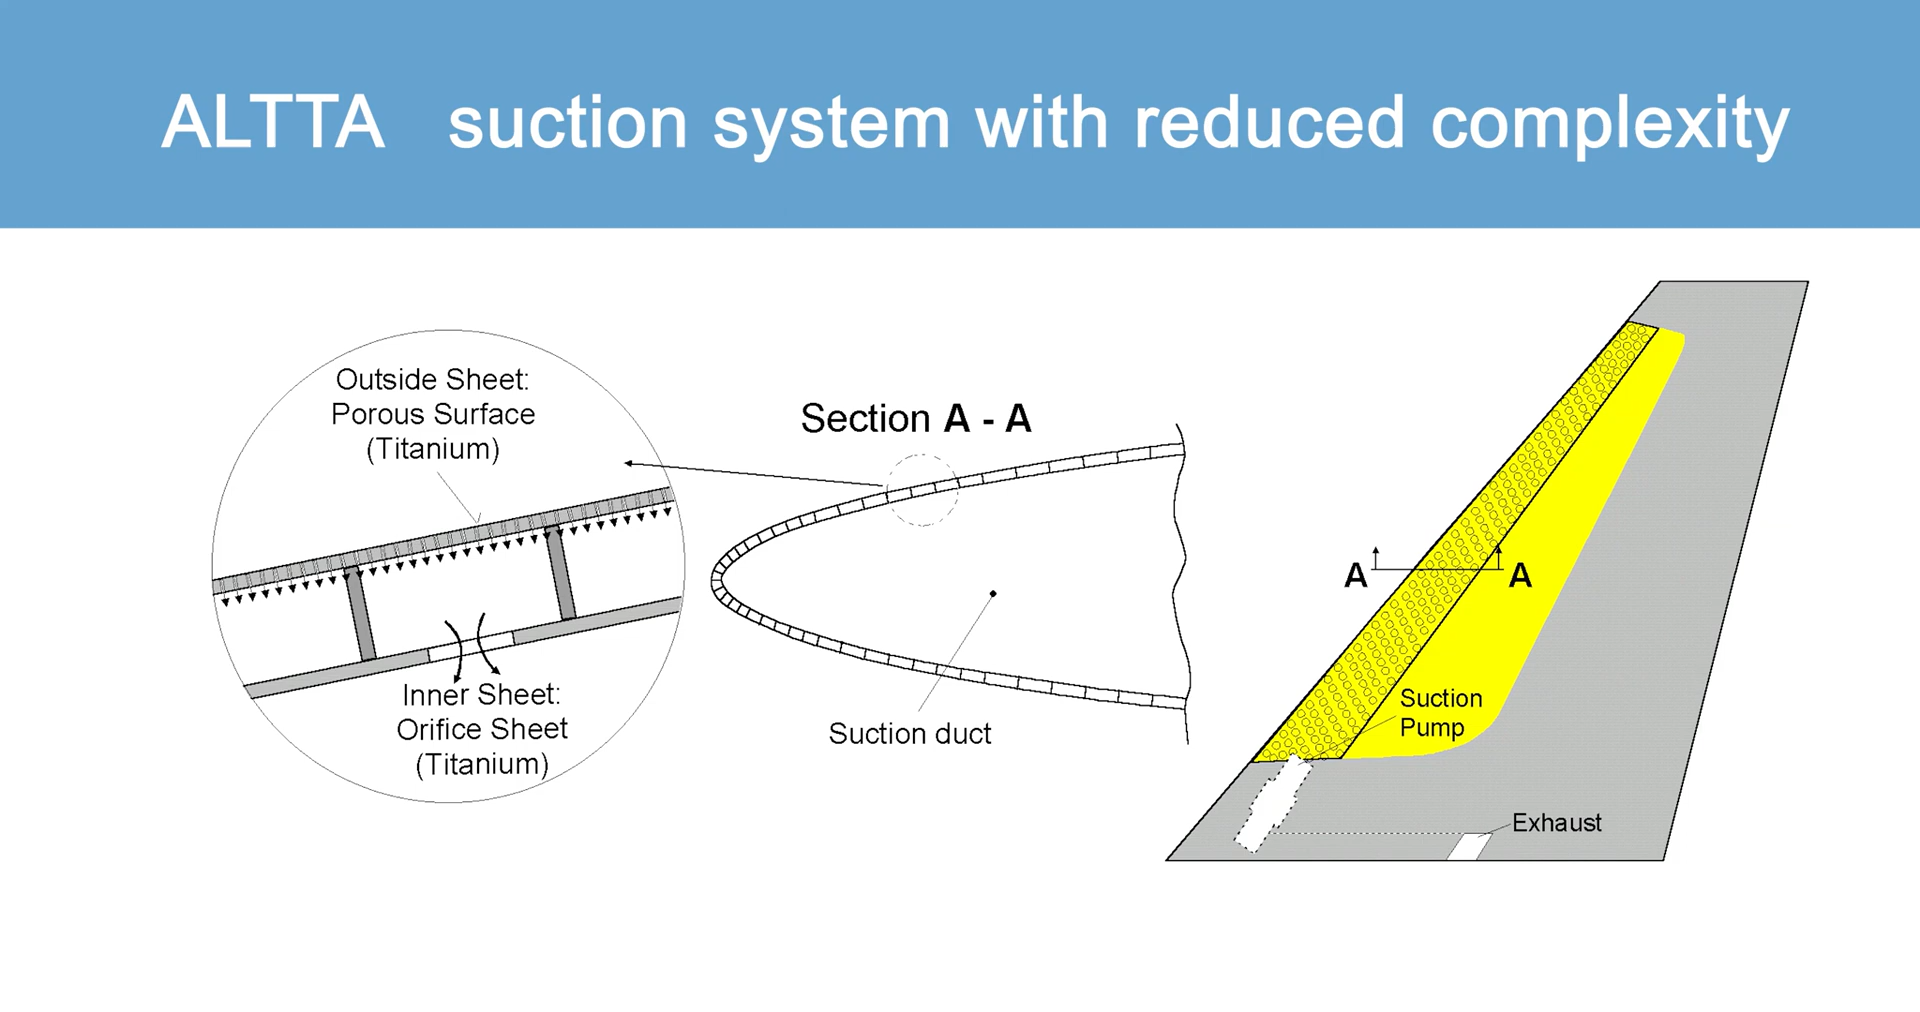 ALTTA suction system with reduced complexity
Outside Sheet:
Porous Surface
(Titanium)
Inner Sheet:
Orifice Sheet
(Titanium)
Section A - A
Suction duct
A
A
Suction
Pump
Exhaust